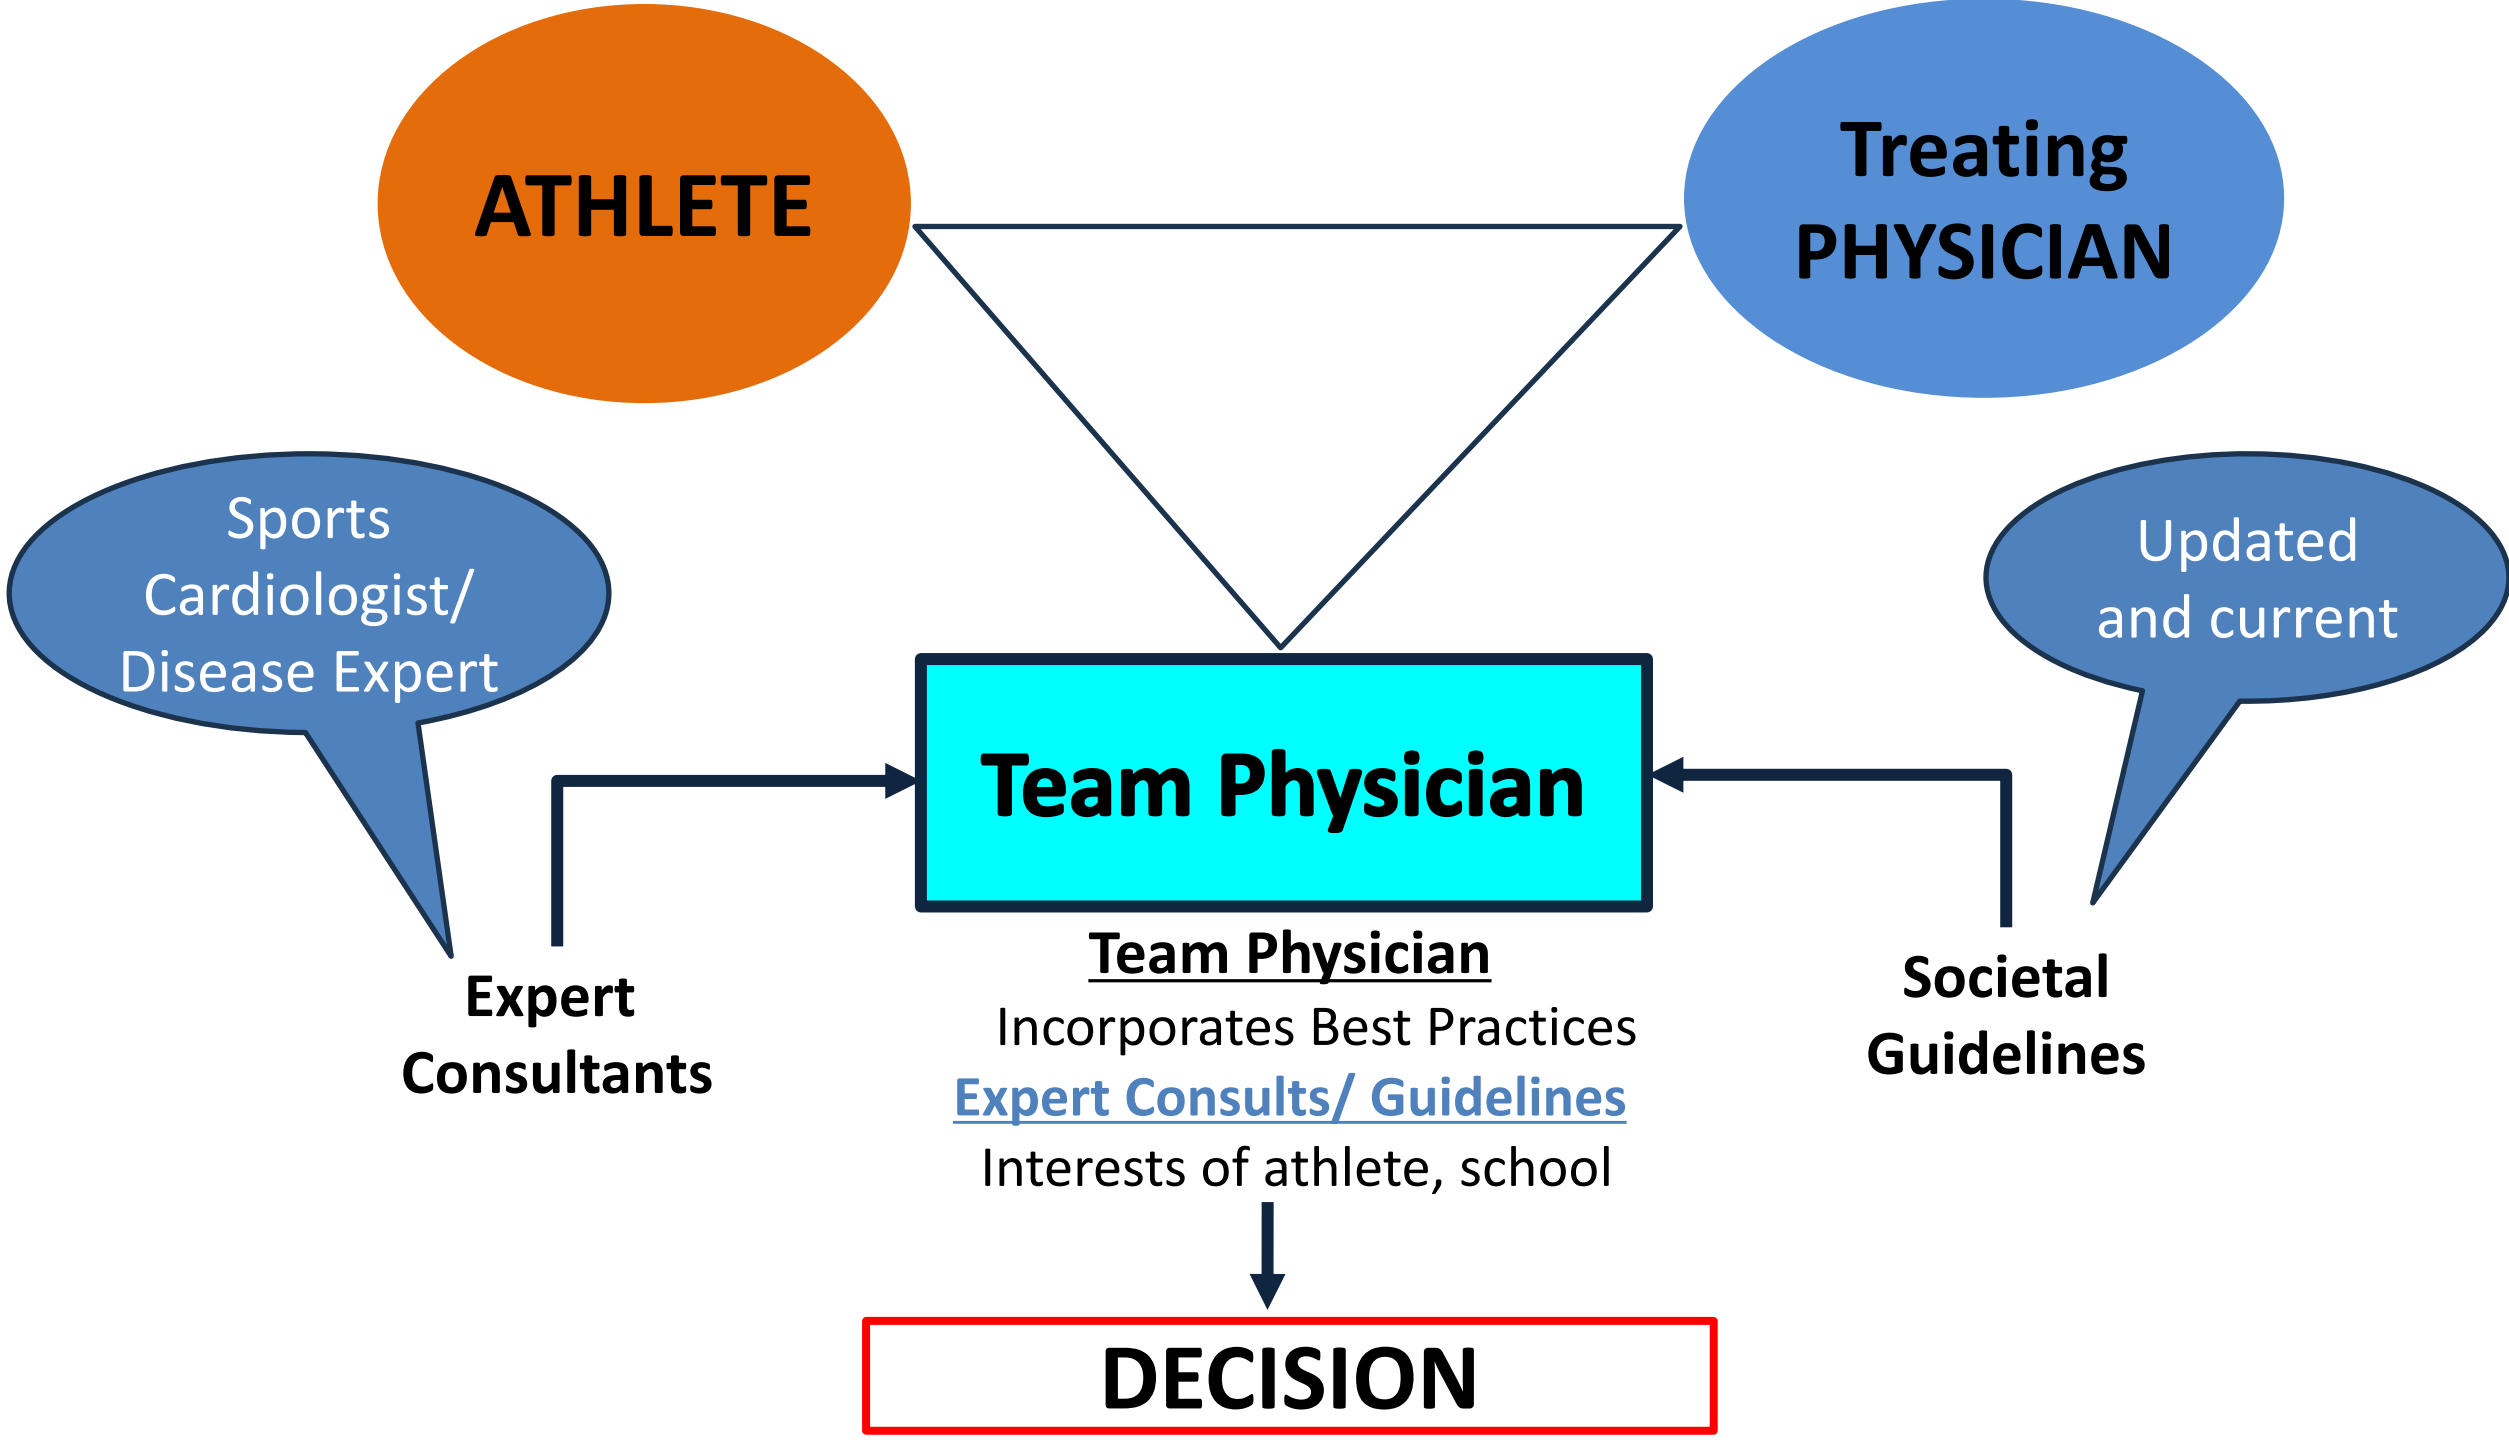 ATHLETE
Treating
PHYSICIAN
Sports
Cardiologist/
Disease Expert
Updated
and current
Team Physician
Expert
Consultants
Team Physician
Incorporates Best Practices
Expert Consults/ Guidelines
Interests of athlete, school
Societal
Guidelines
DECISION